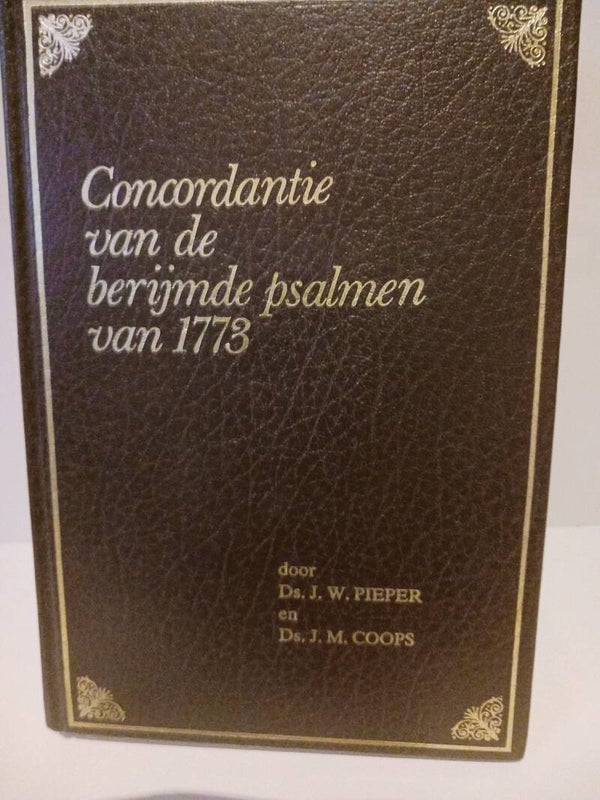 Concordantie
van de
berijmde psalmen
van 1773
door
Ds. J. W. PIEPER
en
Ds. J. M. COOPS